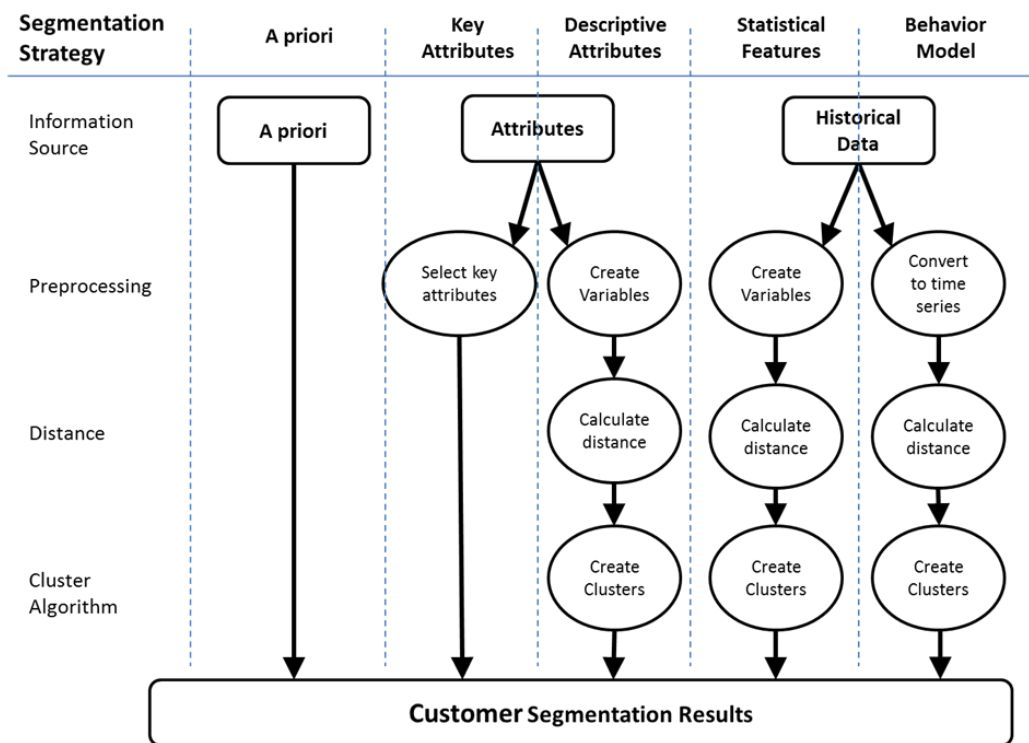 Segmentation
Strategy
A priori
Key
Attributes
Descriptive
Attributes
Statistical
Features
Behavior
Model
Information
Source
A priori
Attributes
Historical
Data
Preprocessing
Select key
attributes
Create
Variables
Create
Variables
Convert
to time
series
Distance
Calculate
distance
Calculate
distance
Calculate
distance
Cluster
Algorithm
Create
Clusters
Create
Clusters
Create
Clusters
Customer Segmentation Results